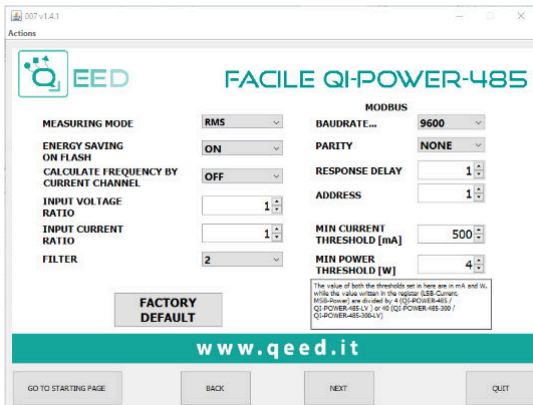 007 v1.4.1
Actions
QEED
FACILE QI-POWER-485
MODBUS
MEASURING MODE
RMS
BAUDRATE...
9600
ENERGY SAVING
ON FLASH
ON
PARITY
NONE
CALCULATE FREQUENCY BY
CURRENT CHANNEL
OFF
RESPONSE DELAY
1
INPUT VOLTAGE
RATIO
1
ADDRESS
1
INPUT CURRENT
RATIO
1
MIN CURRENT
THRESHOLD [mA]
500
FILTER
2
MIN POWER
THRESHOLD [W]
4
The value of both the thresholds set in here are in mA and W,
while the value written in the register (LSB-Current,
MSB-Power) are divided by 4 (QI-POWER-485 /
QI-POWER-485-LV ) or 40 (QI-POWER-485-300 /
QI-POWER-485-300-LV)
FACTORY
DEFAULT
www.qeed.it
GO TO STARTING PAGE
BACK
NEXT
QUIT